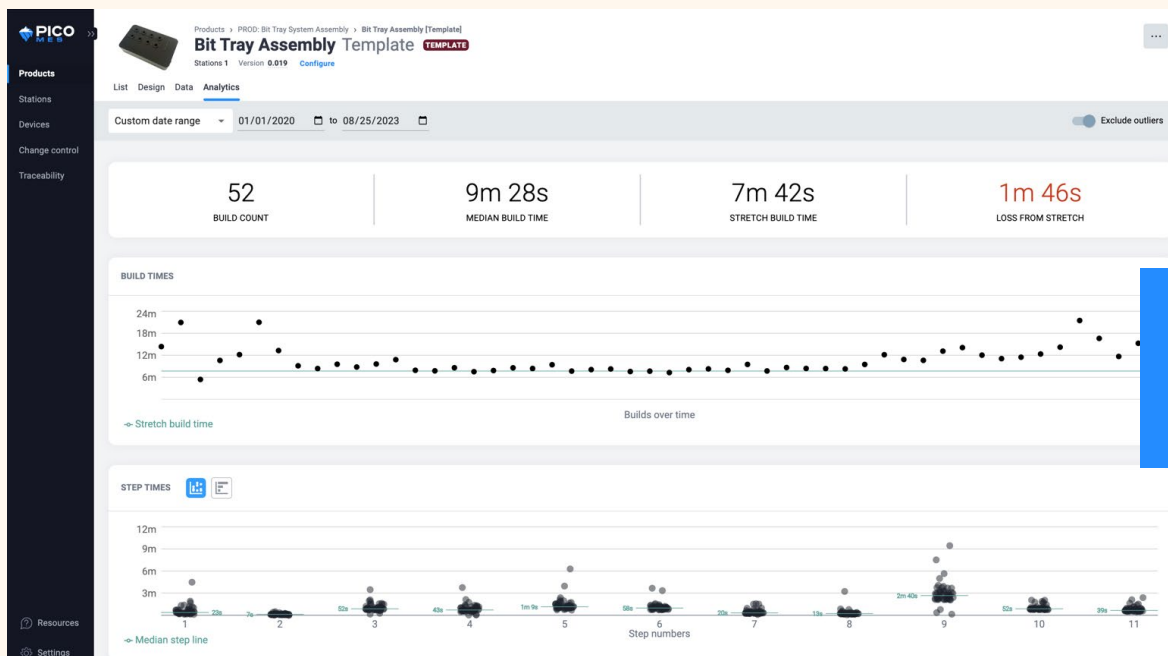 PICO
MES
»
Products
Stations
Devices
Change control
Traceability
Resources
Settings
Products › PROD: Bit Tray System Assembly › Bit Tray Assembly [Template]
Bit Tray Assembly Template TEMPLATE
Stations 1 Version 0.019 Configure
...
List Design Data Analytics
Custom date range 01/01/2020 to 08/25/2023 Exclude outliers
52 9m 28s 7m 42s 1m 46s
BUILD COUNT MEDIAN BUILD TIME STRETCH BUILD TIME LOSS FROM STRETCH
BUILD TIMES
24m
18m
12m
6m
Builds over time
Stretch build time
STEP TIMES
12m
9m
6m
3m
23s 7s 52s 43s 1m 9s 58s 20s 13s 2m 40s 52s 39s
1 2 3 4 5 6 7 8 9 10 11
Step numbers
Median step line